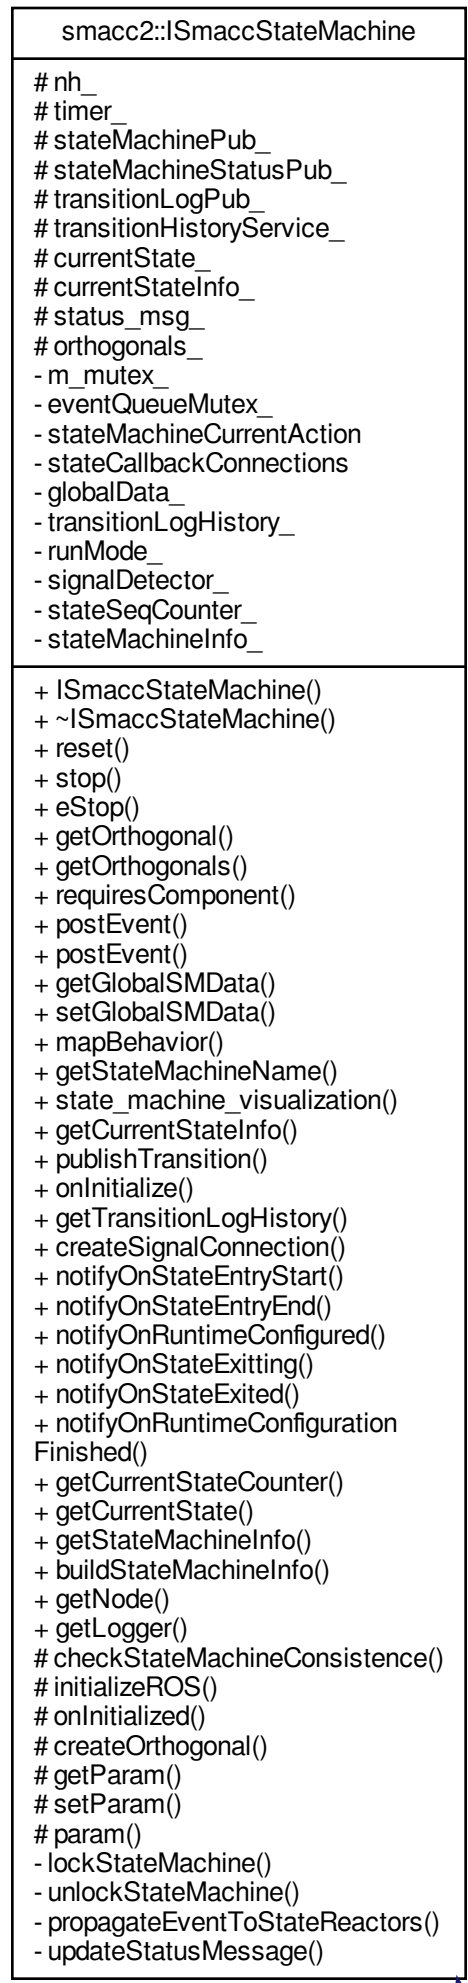 smacc2::ISmaccStateMachine
# nh_
# timer_
# stateMachinePub_
# stateMachineStatusPub_
# transitionLogPub_
# transitionHistoryService_
# currentState_
# currentStateInfo_
# status_msg_
# orthogonals_
- m_mutex_
- eventQueueMutex_
- stateMachineCurrentAction
- stateCallbackConnections
- globalData_
- transitionLogHistory_
- runMode_
- signalDetector_
- stateSeqCounter_
- stateMachineInfo_
+ ISmaccStateMachine()
+ ~ISmaccStateMachine()
+ reset()
+ stop()
+ eStop()
+ getOrthogonal()
+ getOrthogonals()
+ requiresComponent()
+ postEvent()
+ postEvent()
+ getGlobalSMData()
+ setGlobalSMData()
+ mapBehavior()
+ getStateMachineName()
+ state_machine_visualization()
+ getCurrentStateInfo()
+ publishTransition()
+ onInitialize()
+ getTransitionLogHistory()
+ createSignalConnection()
+ notifyOnStateEntryStart()
+ notifyOnStateEntryEnd()
+ notifyOnRuntimeConfigured()
+ notifyOnStateExitting()
+ notifyOnStateExited()
+ notifyOnRuntimeConfiguration
Finished()
+ getCurrentStateCounter()
+ getCurrentState()
+ getStateMachineInfo()
+ buildStateMachineInfo()
+ getNode()
+ getLogger()
# checkStateMachineConsistence()
# initializeROS()
# onInitialized()
# createOrthogonal()
# getParam()
# setParam()
# param()
- lockStateMachine()
- unlockStateMachine()
- propagateEventToStateReactors()
- updateStatusMessage()